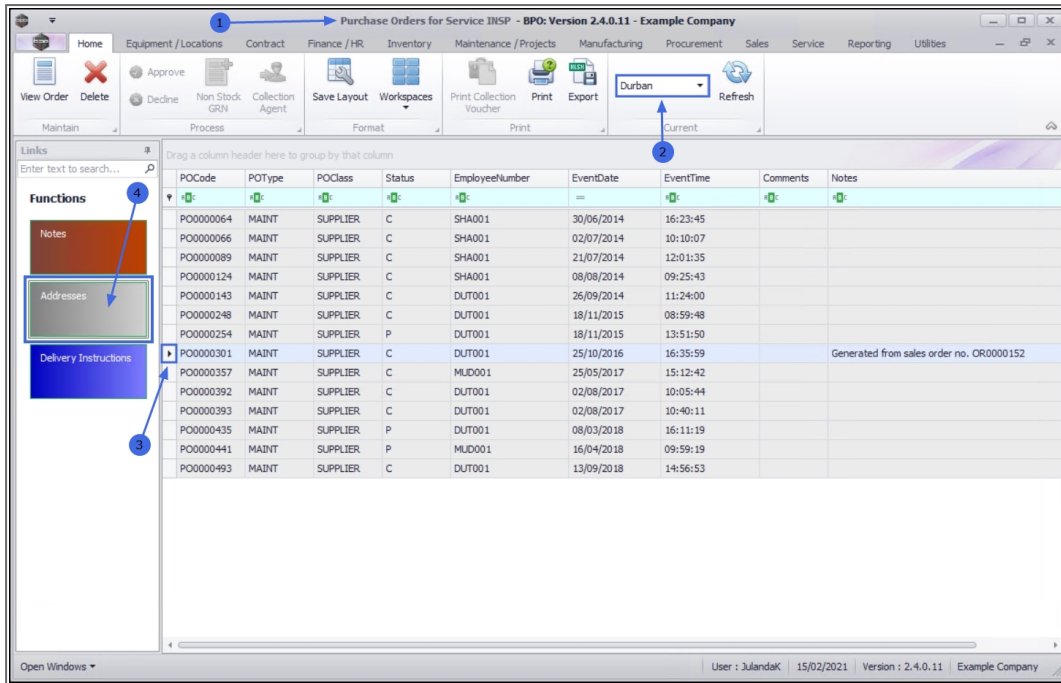 1
Purchase Orders for Service INSP - BPO: Version 2.4.0.11 - Example Company
Home Equipment / Locations Contract Finance / HR Inventory Maintenance / Projects Manufacturing Procurement Sales Service Reporting Utilities
View Order Delete Approve Decline Non Stock GRN Collection Agent Save Layout Workspaces Print Collection Voucher Print Export Durban Refresh
Maintain Process Format Print Current
2
Links
Enter text to search...
Functions
4
Notes
Addresses
Delivery Instructions
3
Drag a column header here to group by that column
POCode POType POClass Status EmployeeNumber EventDate EventTime Comments Notes
PO0000064 MAINT SUPPLIER C SHA001 30/06/2014 16:23:45
PO0000066 MAINT SUPPLIER C SHA001 02/07/2014 10:10:07
PO0000089 MAINT SUPPLIER C SHA001 21/07/2014 12:01:35
PO0000124 MAINT SUPPLIER C SHA001 08/08/2014 09:25:43
PO0000143 MAINT SUPPLIER C DUT001 26/09/2014 11:24:00
PO0000248 MAINT SUPPLIER C DUT001 18/11/2015 08:59:48
PO0000254 MAINT SUPPLIER P DUT001 18/11/2015 13:51:50
PO0000301 MAINT SUPPLIER C DUT001 25/10/2016 16:35:59 Generated from sales order no. OR0000152
PO0000357 MAINT SUPPLIER C MUD001 25/05/2017 15:12:42
PO0000392 MAINT SUPPLIER C DUT001 02/08/2017 10:05:44
PO0000393 MAINT SUPPLIER C DUT001 02/08/2017 10:40:11
PO0000435 MAINT SUPPLIER P DUT001 08/03/2018 16:11:19
PO0000441 MAINT SUPPLIER P MUD001 16/04/2018 09:59:19
PO0000493 MAINT SUPPLIER C DUT001 13/09/2018 14:56:53
Open Windows User : JulandaK 15/02/2021 Version : 2.4.0.11 Example Company